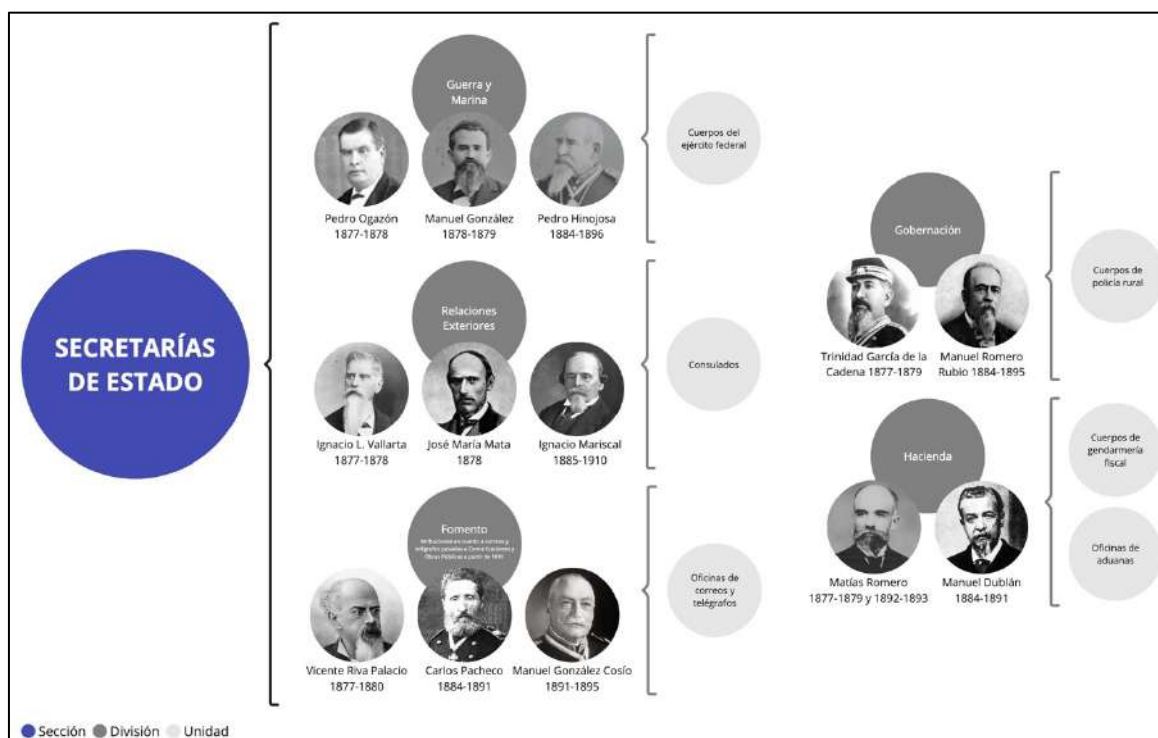 SECRETARÍAS
DE ESTADO
Guerra y
Marina
Pedro Ogazón
1877-1878
Manuel González
1878-1879
Pedro Hinojosa
1884-1896
Cuerpos del
ejército federal
Relaciones
Exteriores
Ignacio L. Vallarta
1877-1878
José María Mata
1878
Ignacio Mariscal
1885-1910
Consulados
Fomento
Vicente Riva Palacio
1877-1880
Carlos Pacheco
1884-1891
Manuel González Cosío
1891-1895
Oficinas de
correos y
telégrafos
Gobernación
Trinidad García de la
Cadena 1877-1879
Manuel Romero
Rubio 1884-1895
Cuerpos de
policía rural
Hacienda
Matías Romero
1877-1879 y 1892-1893
Manuel Dublán
1884-1891
Cuerpos de
gendarmería
fiscal
Oficinas de
aduanas
Sección
División
Unidad